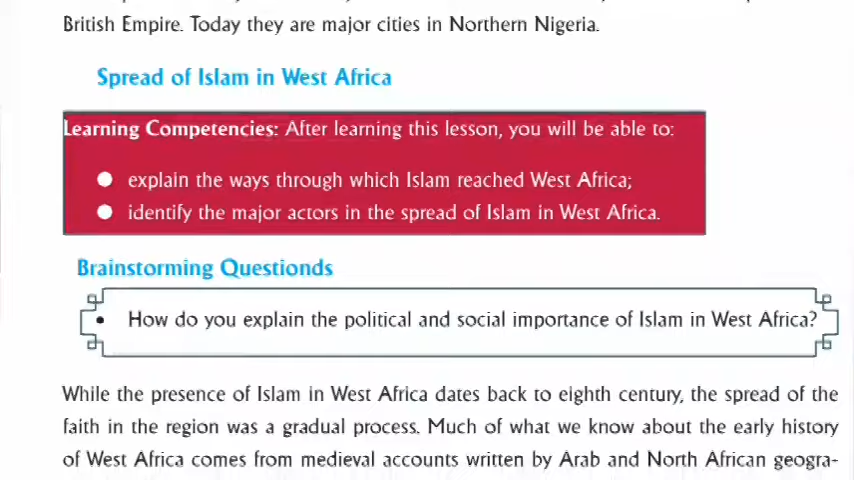 British Empire. Today they are major cities in Northern Nigeria.
Spread of Islam in West Africa
Learning Competencies: After learning this lesson, you will be able to:
● explain the ways through which Islam reached West Africa;
● identify the major actors in the spread of Islam in West Africa.
Brainstorming Questionds
• How do you explain the political and social importance of Islam in West Africa?
While the presence of Islam in West Africa dates back to eighth century, the spread of the
faith in the region was a gradual process. Much of what we know about the early history
of West Africa comes from medieval accounts written by Arab and North African geogra-